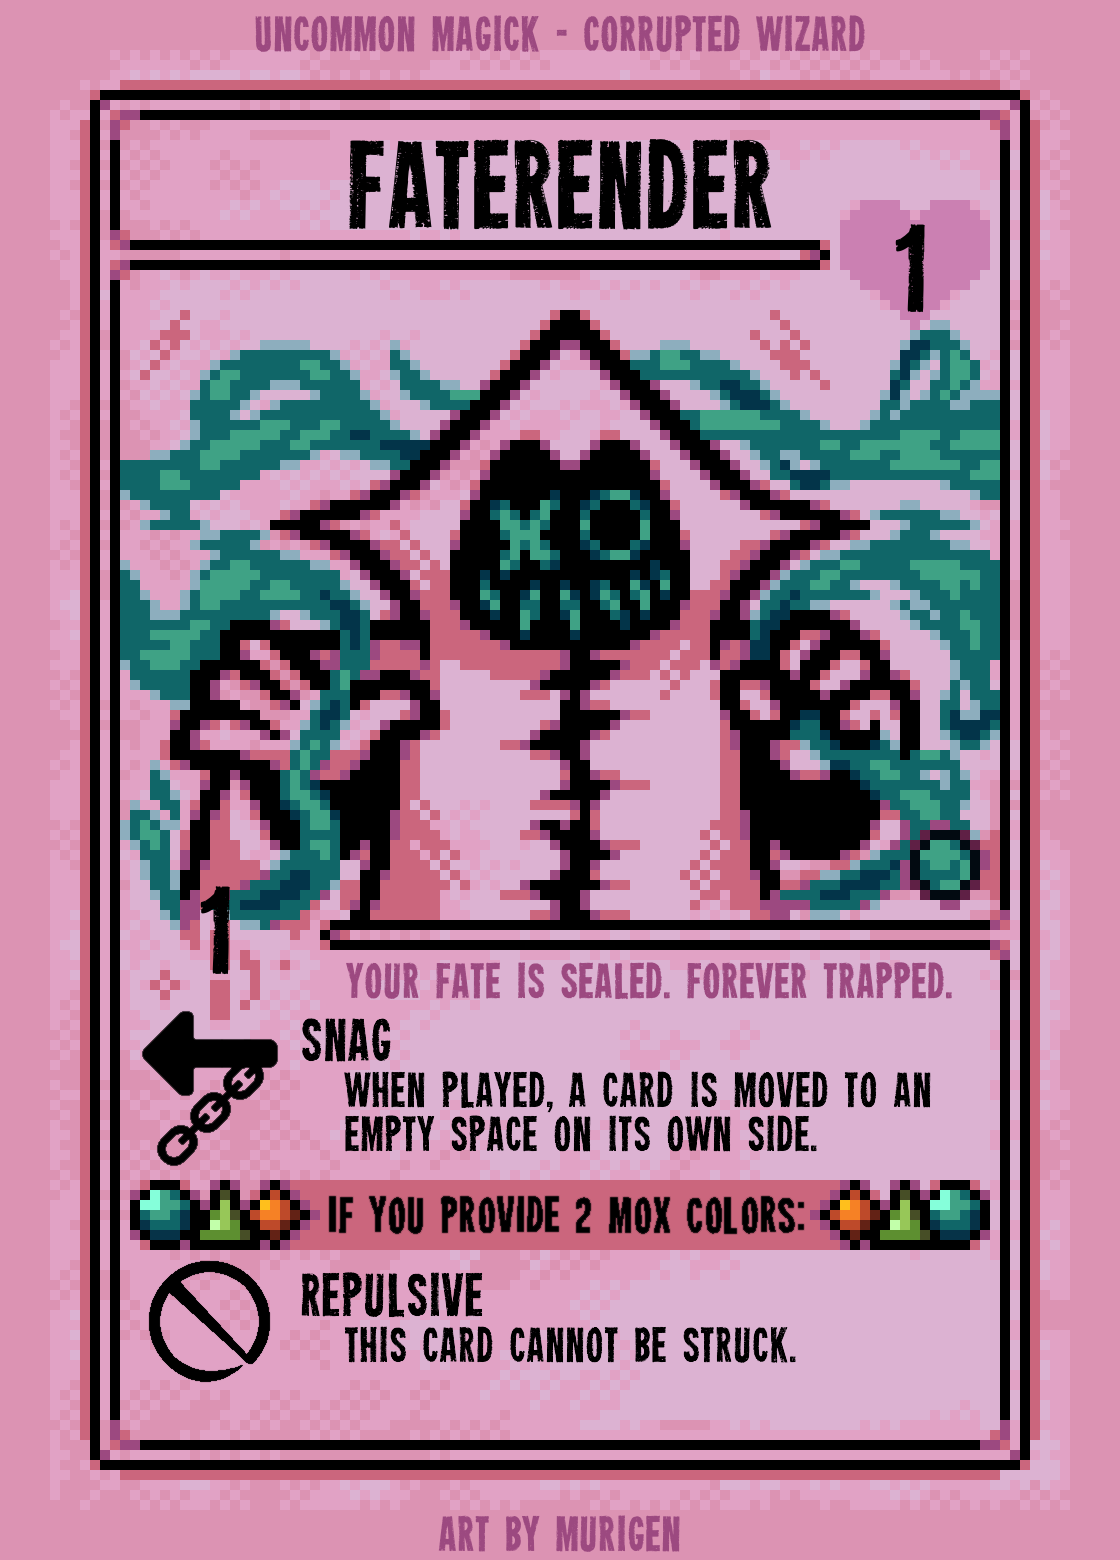 UNCOMMON MAGICK - CORRUPTED WIZARD
FATERENDER
1
1
YOUR FATE IS SEALED. FOREVER TRAPPED.
SNAG
WHEN PLAYED, A CARD IS MOVED TO AN
EMPTY SPACE ON ITS OWN SIDE.
IF YOU PROVIDE 2 MOX COLORS:
REPULSIVE
THIS CARD CANNOT BE STRUCK.
ART BY MURIGEN